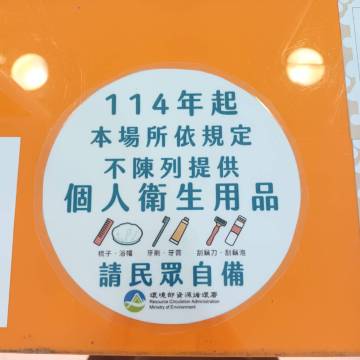 114年起
本場所依規定
不陳列提供
個人衛生用品
梳子、浴帽 牙刷、牙膏 刮鬍刀、刮鬍泡
請民眾自備
環境部資源循環署
Resource Circulation Administration
Ministry of Environment